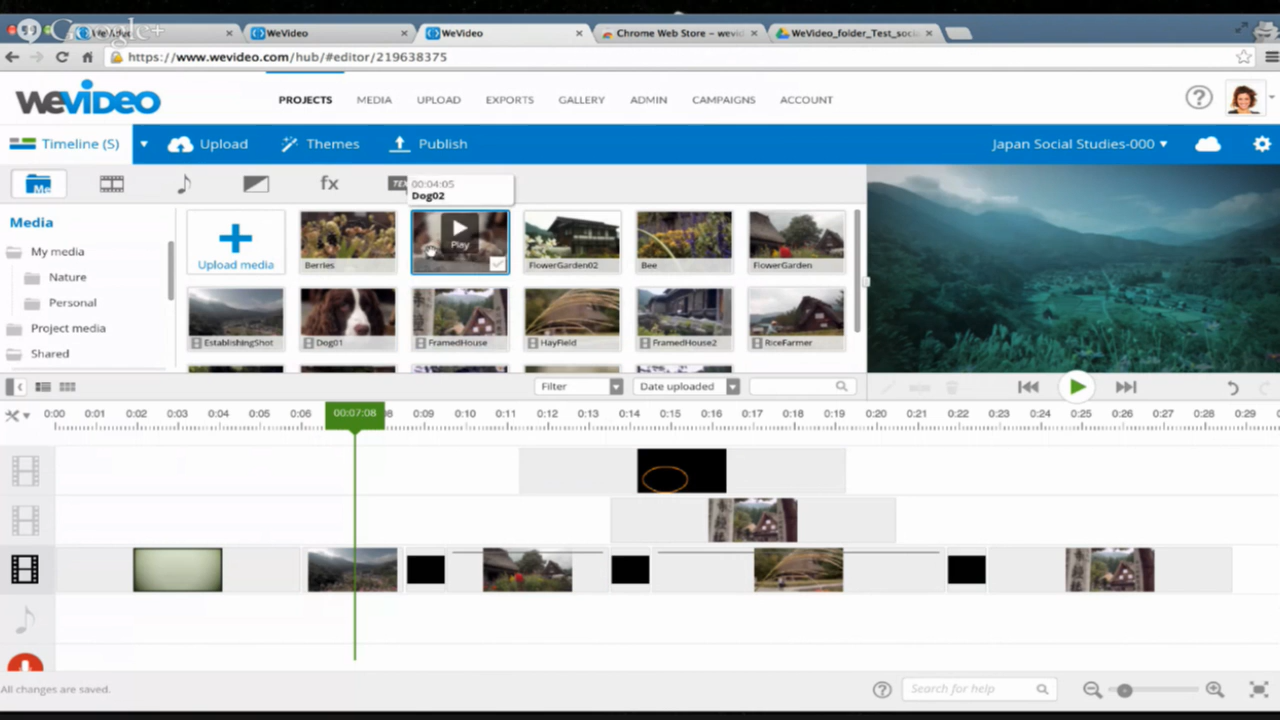 Google+
WeVideo
WeVideo
Chrome Web Store – wevid
WeVideo_folder_Test_soci
https://www.wevideo.com/hub/#editor/219638375
WEVIDEO
PROJECTS
MEDIA
UPLOAD
EXPORTS
GALLERY
ADMIN
CAMPAIGNS
ACCOUNT
?
Timeline (S)
Upload
Themes
Publish
Japan Social Studies-000
Me
fx
TEX
00:04:05
Dog02
Media
My media
Nature
Personal
Project media
Shared
Upload media
Berries
Play
FlowerGarden02
Bee
FlowerGarden
EstablishingShot
Dog01
FramedHouse
HayField
FramedHouse2
RiceFarmer
Filter
Date uploaded
0:00 0:01 0:02 0:03 0:04 0:05 0:06 00:07:08 8 0:09 0:10 0:11 0:12 0:13 0:14 0:15 0:16 0:17 0:18 0:19 0:20 0:21 0:22 0:23 0:24 0:25 0:26 0:27 0:28 0:29
All changes are saved.
?
Search for help